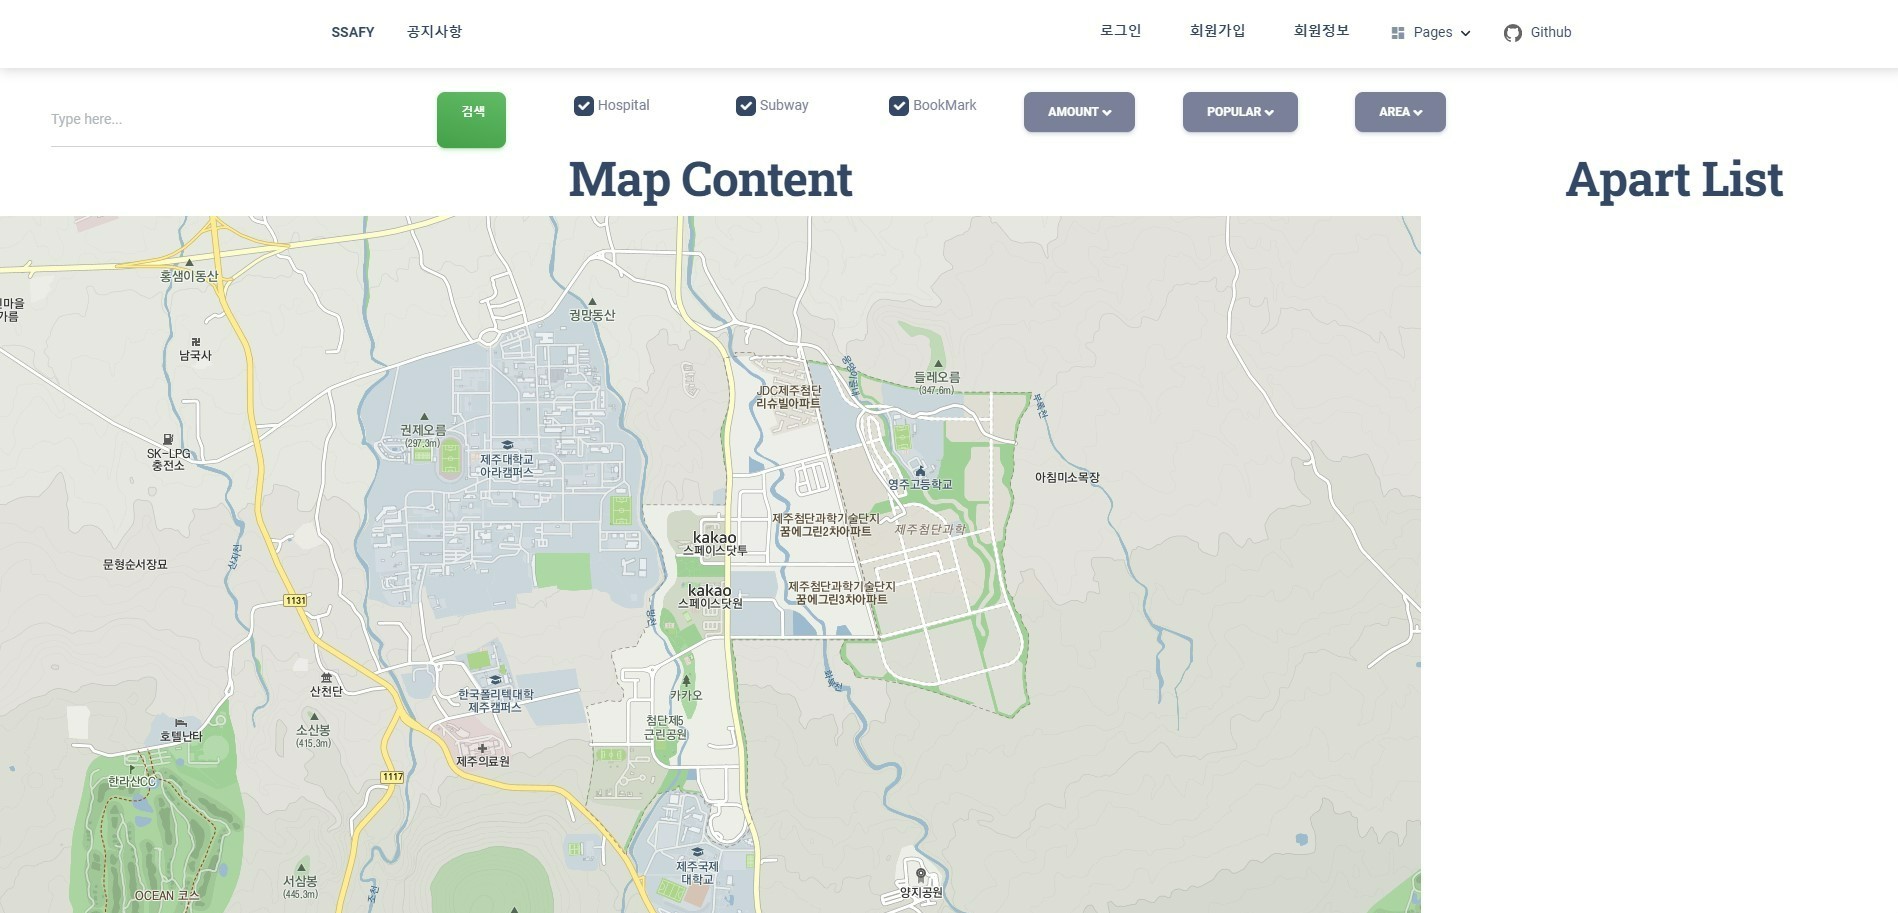 SSAFY 공지사항 로그인 회원가입 회원정보 Pages Github
Type here... 검색 Hospital Subway BookMark AMOUNT POPULAR AREA
Map Content
Apart List
홍샘이동산
궝망동산
마을
가름
남국사
들레오름
(347.6m)
JDC제주첨단
리슈빌아파트
권제오름
(297.3m)
SK-LPG
충전소
제주대학교
아라캠퍼스
영주고등학교
아침미소목장
제주첨단과학기술단지
꿈에그린2차아파트
제주첨단과학
kakao
스페이스닷투
문형순서장묘
산지천
kakao
스페이스닷원
제주첨단과학기술단지
꿈에그린3차아파트
1131
방천
산천단
한국폴리텍대학
제주캠퍼스
카카오
화북천
호텔난타
소산봉
(415.3m)
첨단제5
근린공원
제주의료원
한라산CC
1117
제주국제
대학교
서삼봉
(445.3m)
양지공원
OCEAN 코스
조천